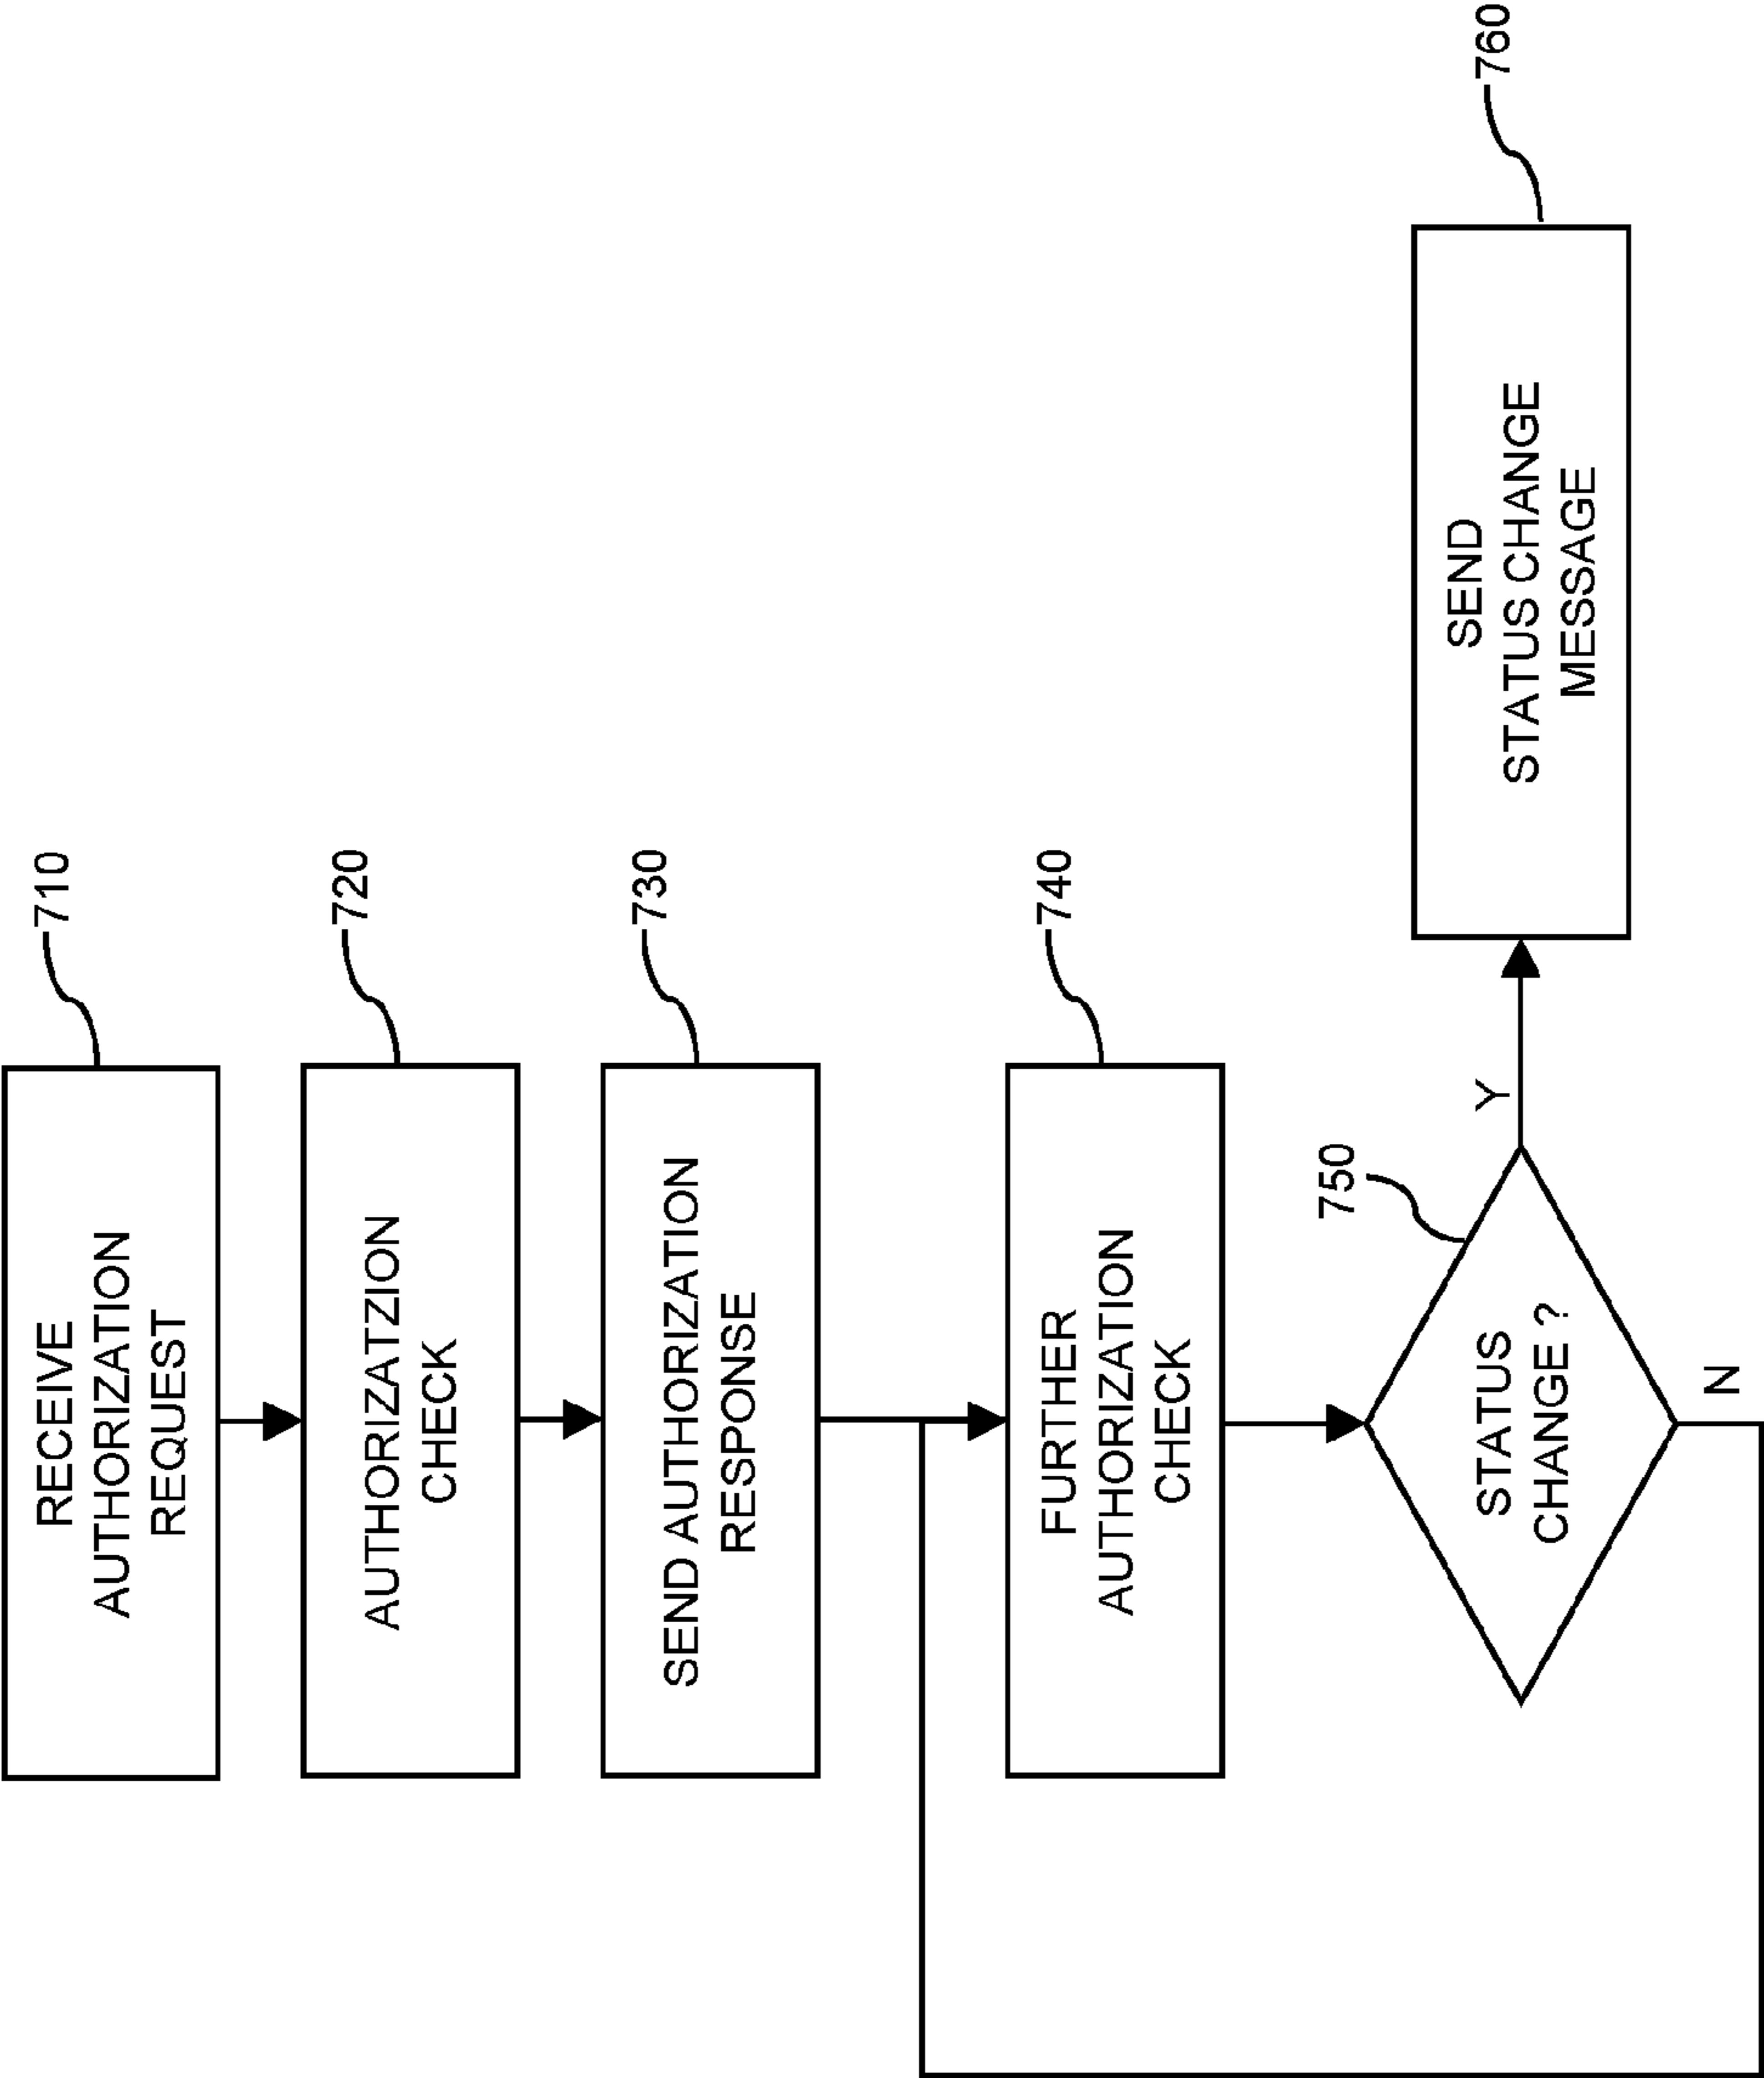 RECEIVE
AUTHORIZATION
REQUEST
710
AUTHORIZATZION
CHECK
720
SEND AUTHORIZATION
RESPONSE
730
FURTHER
AUTHORIZATION
CHECK
740
STATUS
CHANGE ?
750
Y
N
SEND
STATUS CHANGE
MESSAGE
760